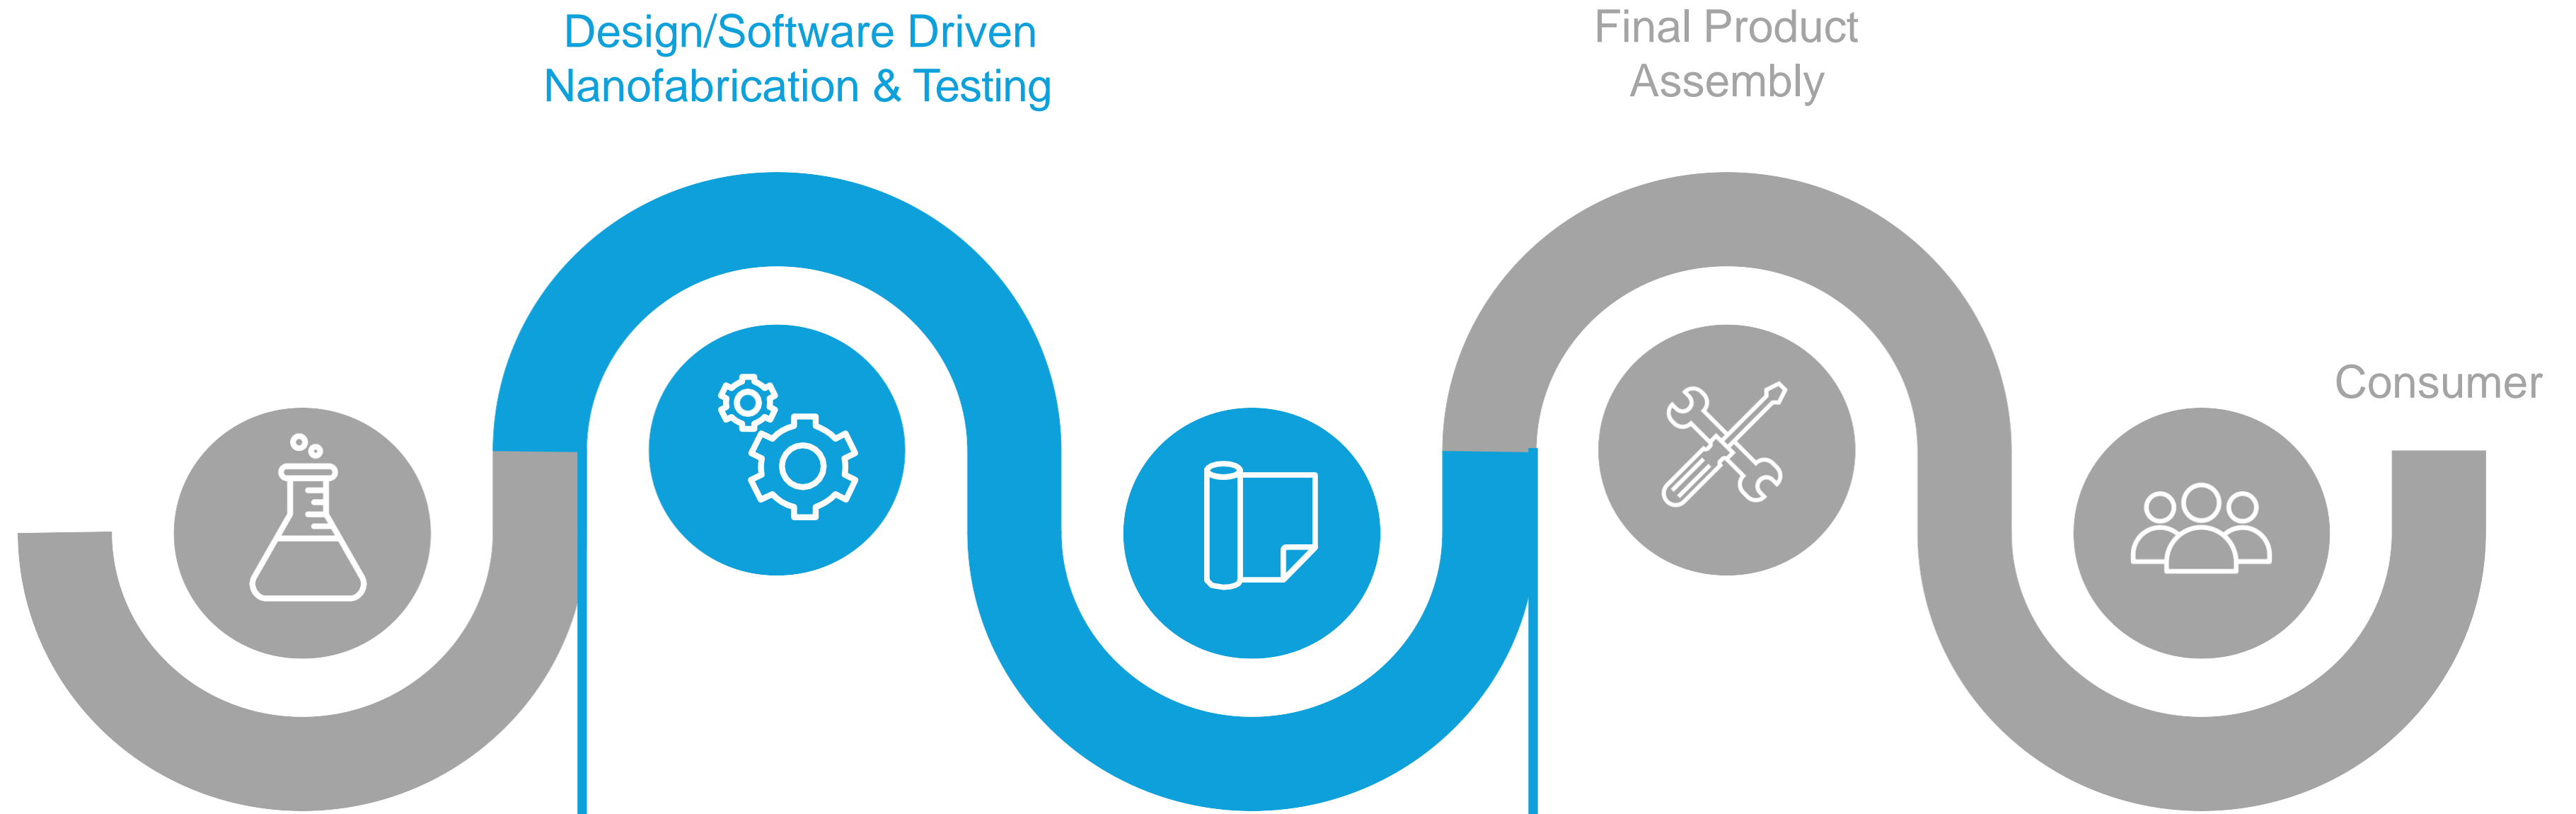 Design/Software Driven
Nanofabrication & Testing
Final Product
Assembly
Consumer